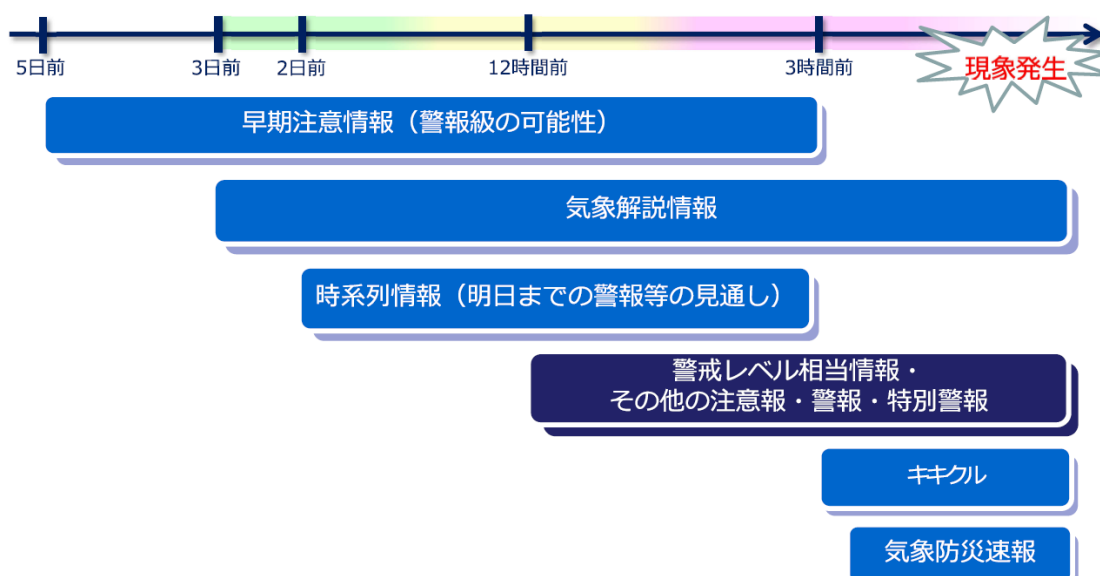 5日前
3日前
2日前
12時間前
3時間前
現象発生
早期注意情報（警報級の可能性）
気象解説情報
時系列情報（明日までの警報等の見通し）
警戒レベル相当情報・
その他の注意報・警報・特別警報
キキクル
気象防災速報